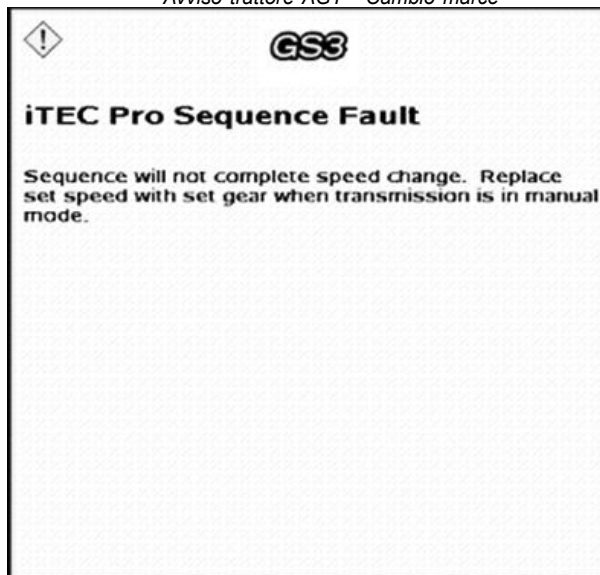 Avviso trattore AGT - Cambio marce
GS3
iTEC Pro Sequence Fault
Sequence will not complete speed change. Replace
set speed with set gear when transmission is in manual
mode.